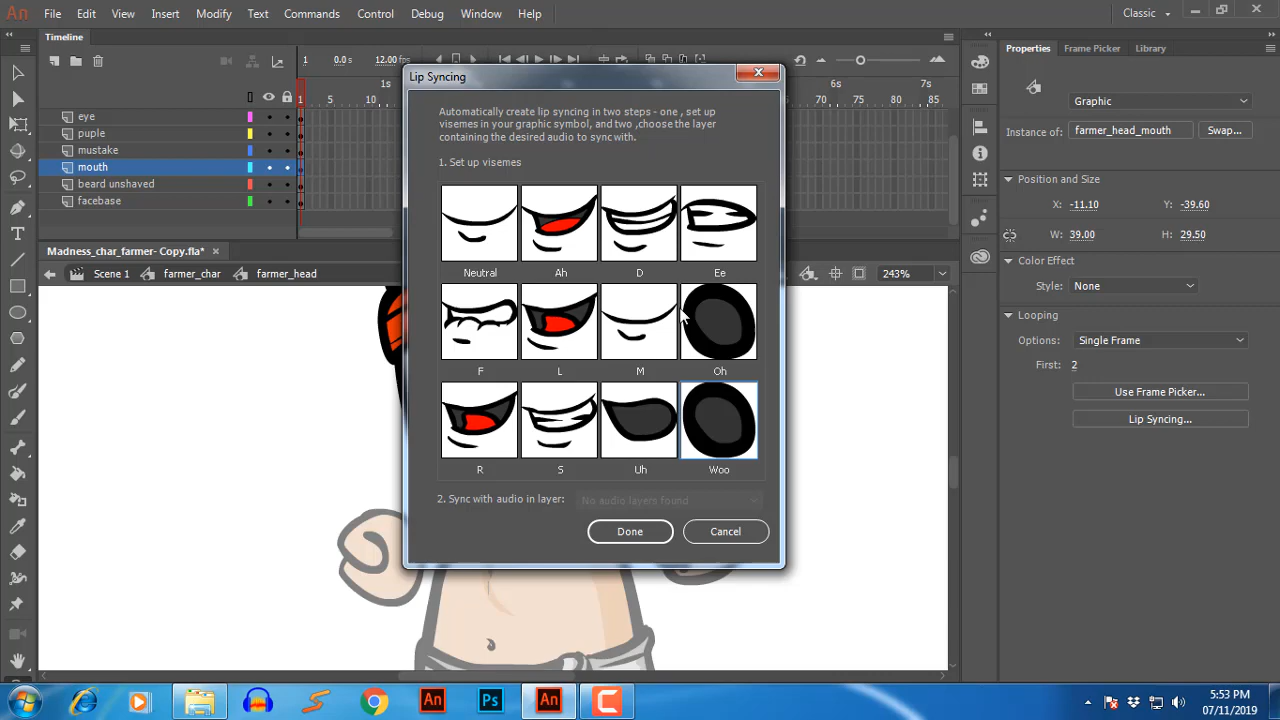 An File Edit View Insert Modify Text Commands Control Debug Window Help Classic
Timeline
1 0.0s 12.00 fps
1s 6s 7s
1 5 10 70 75 80 85
eye
puple
mustake
mouth
beard unshaved
facebase
Madness_char_farmer- Copy.fla*
Scene 1 farmer_char farmer_head 243%
Lip Syncing
Automatically create lip syncing in two steps - one , set up
visemes in your graphic symbol, and two ,choose the layer
containing the desired audio to sync with.
1. Set up visemes
Neutral Ah D Ee
F L M Oh
R S Uh Woo
2. Sync with audio in layer: No audio layers found
Done Cancel
Properties Frame Picker Library
Graphic
Instance of: farmer_head_mouth Swap...
Position and Size
X: -11.10 Y: -39.60
W: 39.00 H: 29.50
Color Effect
Style: None
Looping
Options: Single Frame
First: 2
Use Frame Picker...
Lip Syncing...
An Ps An
5:53 PM
07/11/2019